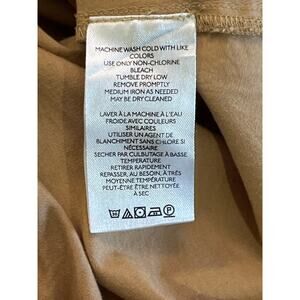 MACHINE WASH COLD WITH LIKE
COLORS
USE ONLY NON-CHLORINE
BLEACH
TUMBLE DRY LOW
REMOVE PROMPTLY
MEDIUM IRON AS NEEDED
MAY BE DRY CLEANED
LAVER À LA MACHINE À L'EAU
FROIDE AVEC COULEURS
SIMILAIRES
UTILISER UN AGENT DE
BLANCHIMENT SANS CHLORE SI
NÉCESSAIRE
SECHER PAR CULBUTAGE À BASSE
TEMPERATURE
RETIRER RAPIDEMENT
REPASSER, AU BESOIN, À TRÈS
MOYENNE TEMPÉRATURE
PEUT-ÊTRE ÊTRE NETTOYÉE
À SEC